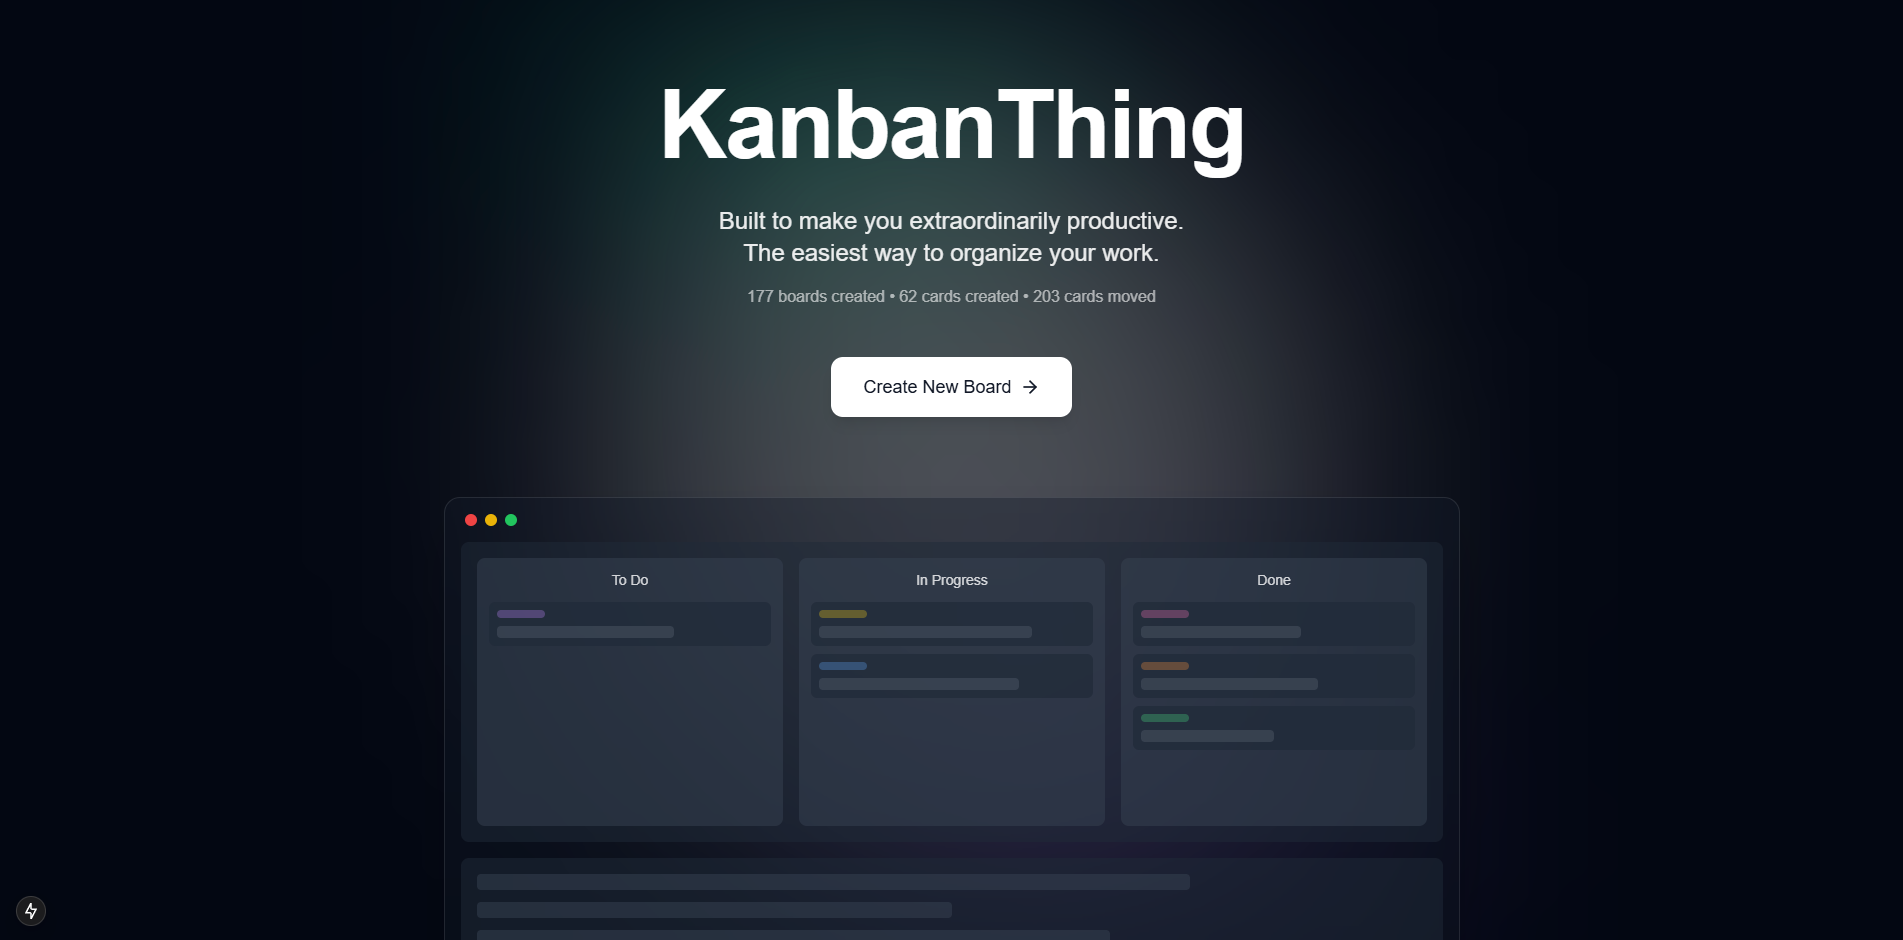 KanbanThing
Built to make you extraordinarily productive.
The easiest way to organize your work.
177 boards created • 62 cards created • 203 cards moved
Create New Board →
To Do
In Progress
Done